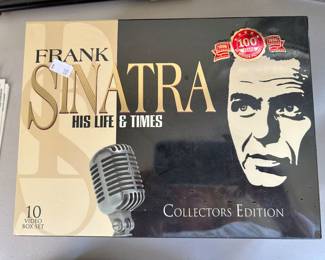 FRANK
SINATRA
HIS LIFE & TIMES
100
10
VIDEO
BOX SET
COLLECTORS EDITION